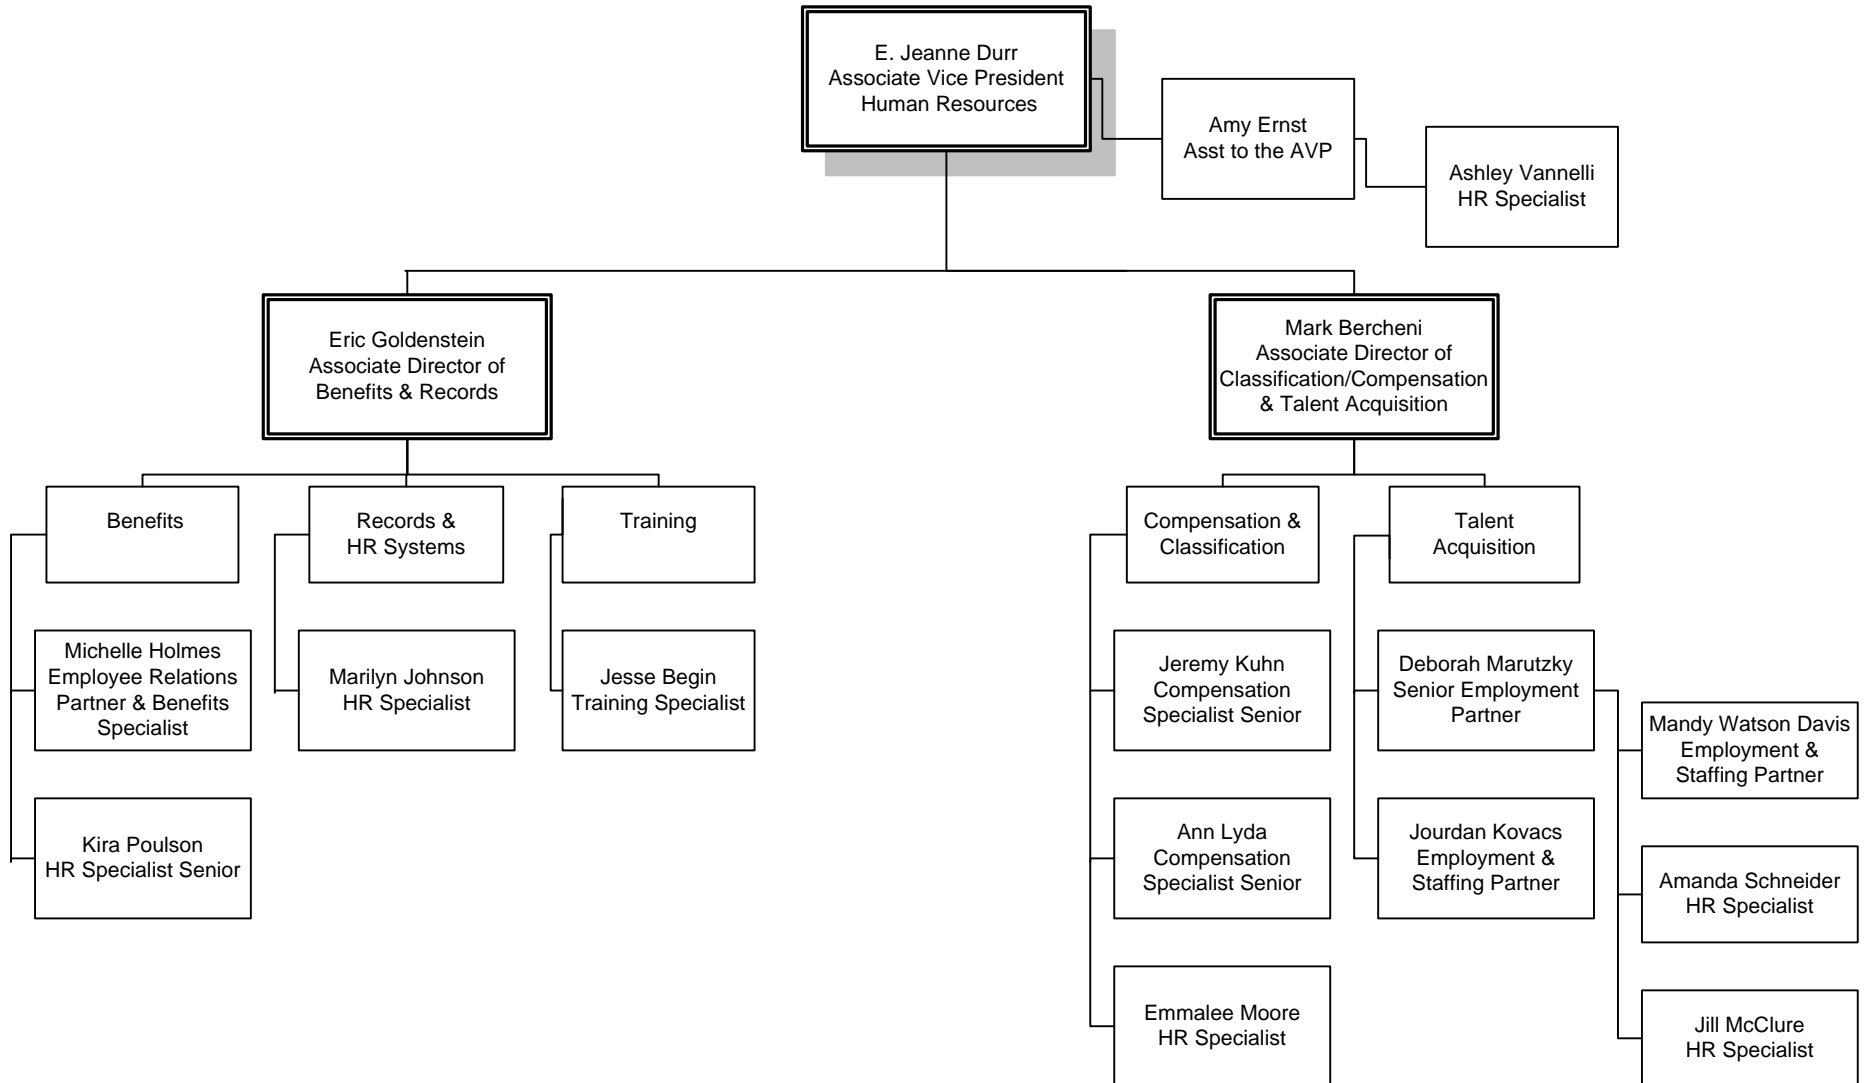 E. Jeanne Durr
Associate Vice President
Human Resources
Amy Ernst
Asst to the AVP
Ashley Vannelli
HR Specialist
Eric Goldenstein
Associate Director of
Benefits & Records
Mark Bercheni
Associate Director of
Classification/Compensation
& Talent Acquisition
Benefits
Records &
HR Systems
Training
Compensation &
Classification
Talent
Acquisition
Michelle Holmes
Employee Relations
Partner & Benefits
Specialist
Marilyn Johnson
HR Specialist
Jesse Begin
Training Specialist
Jeremy Kuhn
Compensation
Specialist Senior
Deborah Marutzky
Senior Employment
Partner
Mandy Watson Davis
Employment &
Staffing Partner
Kira Poulson
HR Specialist Senior
Ann Lyda
Compensation
Specialist Senior
Jourdan Kovacs
Employment &
Staffing Partner
Amanda Schneider
HR Specialist
Emmalee Moore
HR Specialist
Jill McClure
HR Specialist